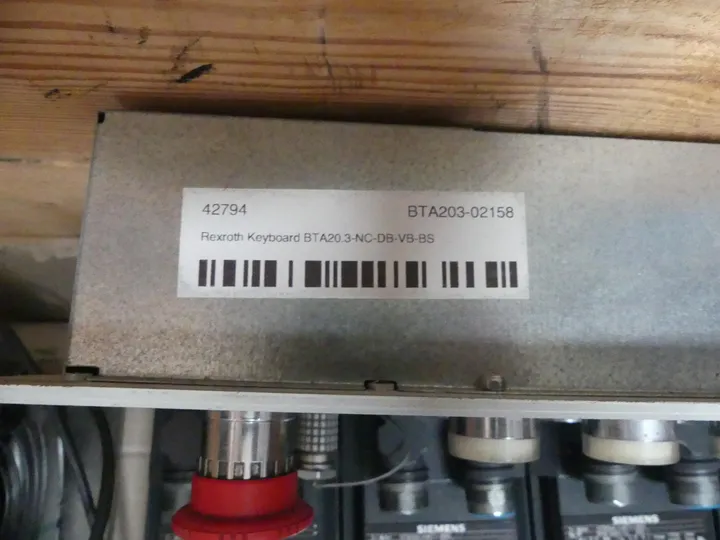 42794 BTA203-02158
Rexroth Keyboard BTA20.3-NC-DB-VB-BS
SIEMENS
SIEMENS